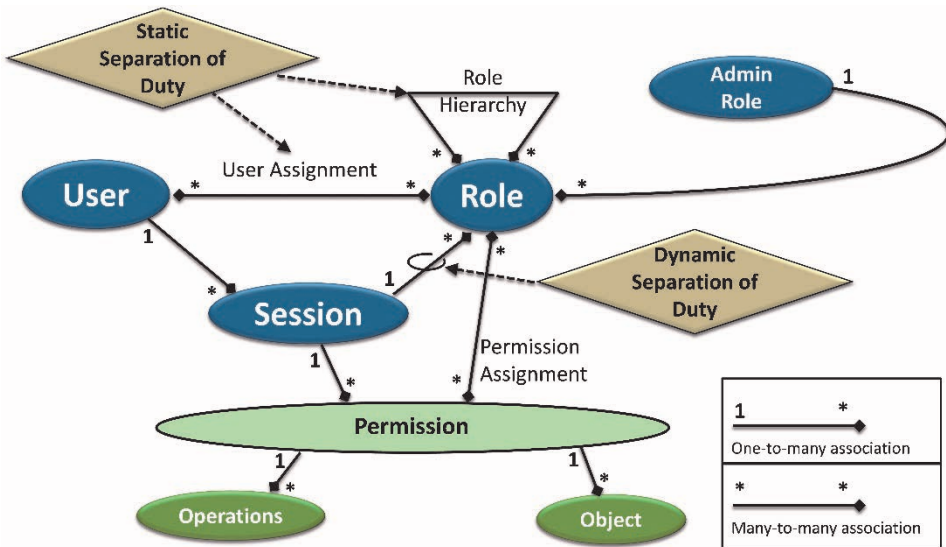 Static
Separation of
Duty
Role
Hierarchy
Admin
Role
1
*
*
*
User Assignment
User
*
*
Role
1
*
*
*
1
Dynamic
Separation of
Duty
*
Session
1
*
Permission
Assignment
*
Permission
1
*
1
*
Operations
Object
1
*
One-to-many association
*
*
Many-to-many association